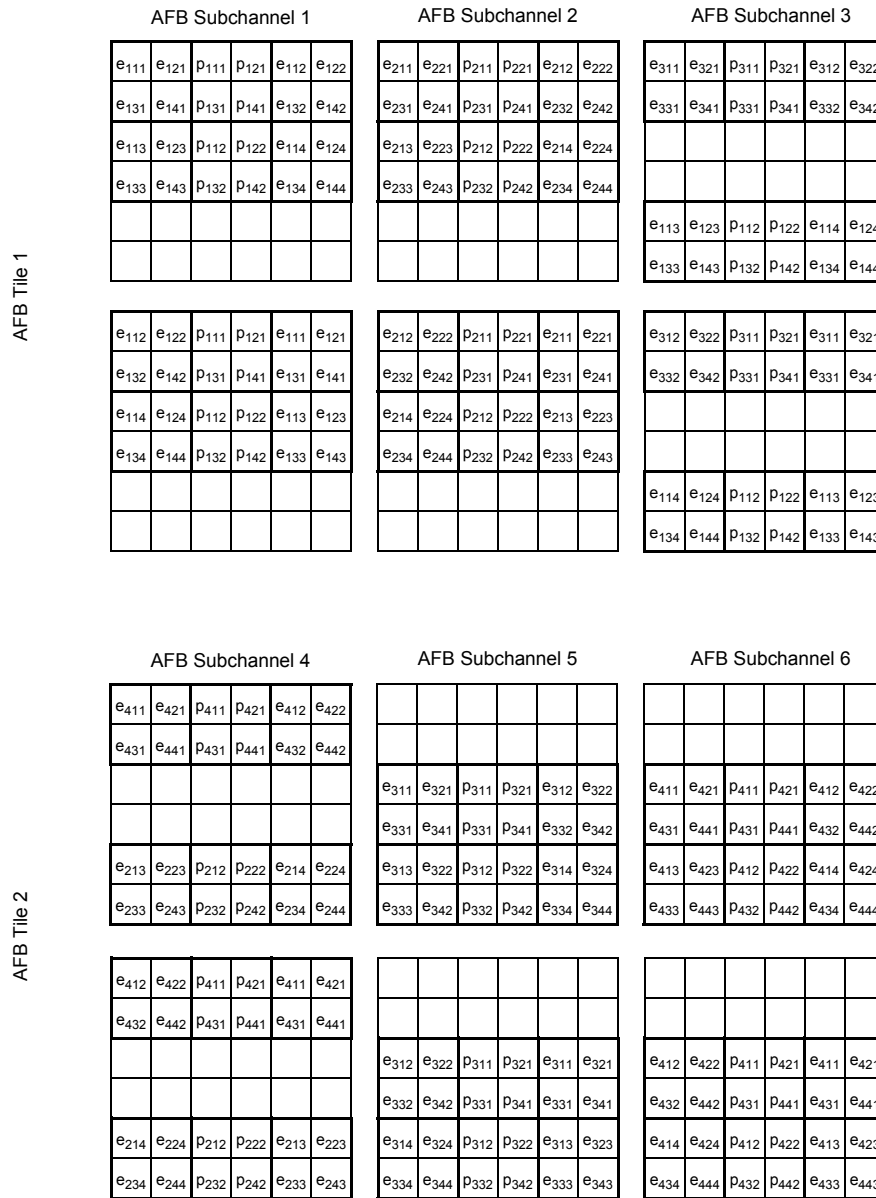 AFB Subchannel 1 AFB Subchannel 2 AFB Subchannel 3
AFB Tile 1
e111 e121 p111 p121 e112 e122 e211 e221 p211 p221 e212 e222 e311 e321 p311 p321 e312 e322
e131 e141 p131 p141 e132 e142 e231 e241 p231 p241 e232 e242 e331 e341 p331 p341 e332 e342
e113 e123 p112 p122 e114 e124 e213 e223 p212 p222 e214 e224
e133 e143 p132 p142 e134 e144 e233 e243 p232 p242 e234 e244
e113 e123 p112 p122 e114 e124
e133 e143 p132 p142 e134 e144
e112 e122 p111 p121 e111 e121 e212 e222 p211 p221 e211 e221 e312 e322 p311 p321 e311 e321
e132 e142 p131 p141 e131 e141 e232 e242 p231 p241 e231 e241 e332 e342 p331 p341 e331 e341
e114 e124 p112 p122 e113 e123 e214 e224 p212 p222 e213 e223
e134 e144 p132 p142 e133 e143 e234 e244 p232 p242 e233 e243
e114 e124 p112 p122 e113 e123
e134 e144 p132 p142 e133 e143
AFB Subchannel 4 AFB Subchannel 5 AFB Subchannel 6
AFB Tile 2
e411 e421 p411 p421 e412 e422
e431 e441 p431 p441 e432 e442
e311 e321 p311 p321 e312 e322 e411 e421 p411 p421 e412 e422
e331 e341 p331 p341 e332 e342 e431 e441 p431 p441 e432 e442
e213 e223 p212 p222 e214 e224 e313 e322 p312 p322 e314 e324 e413 e423 p412 p422 e414 e424
e233 e243 p232 p242 e234 e244 e333 e342 p332 p342 e334 e344 e433 e443 p432 p442 e434 e444
e412 e422 p411 p421 e411 e421
e432 e442 p431 p441 e431 e441
e312 e322 p311 p321 e311 e321 e412 e422 p411 p421 e411 e421
e332 e342 p331 p341 e331 e341 e432 e442 p431 p441 e431 e441
e214 e224 p212 p222 e213 e223 e314 e324 p312 p322 e313 e323 e414 e424 p412 p422 e413 e423
e234 e244 p232 p242 e233 e243 e334 e344 p332 p342 e333 e343 e434 e444 p432 p442 e433 e443